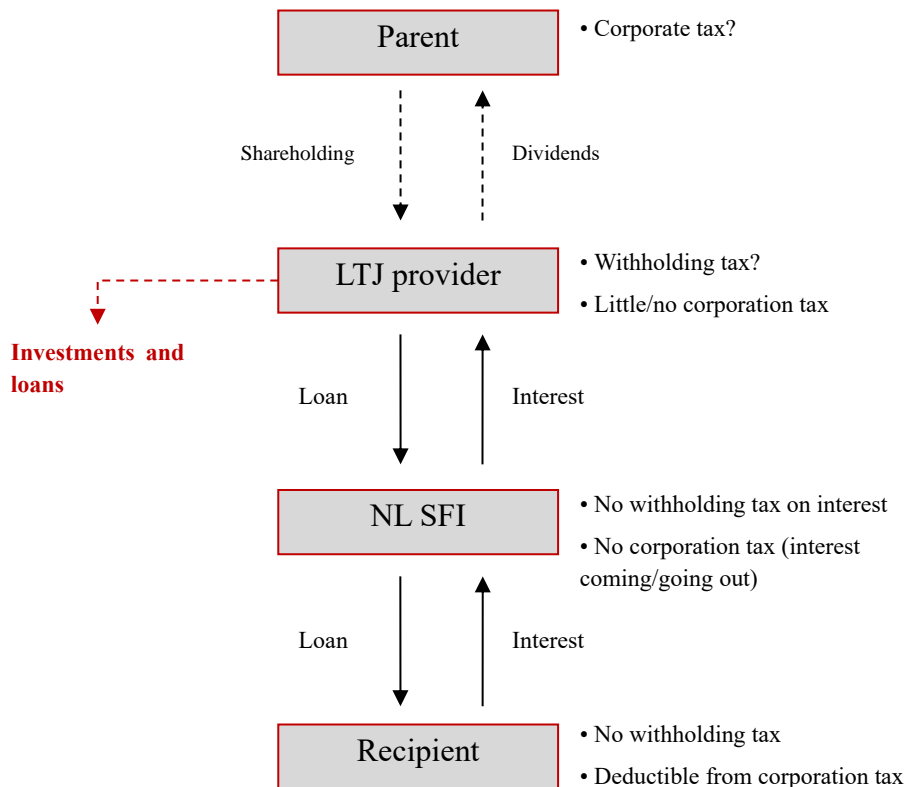 Parent
• Corporate tax?
Shareholding
Dividends
LTJ provider
• Withholding tax?
• Little/no corporation tax
Investments and
loans
Loan
Interest
NL SFI
• No withholding tax on interest
• No corporation tax (interest
coming/going out)
Loan
Interest
Recipient
• No withholding tax
• Deductible from corporation tax